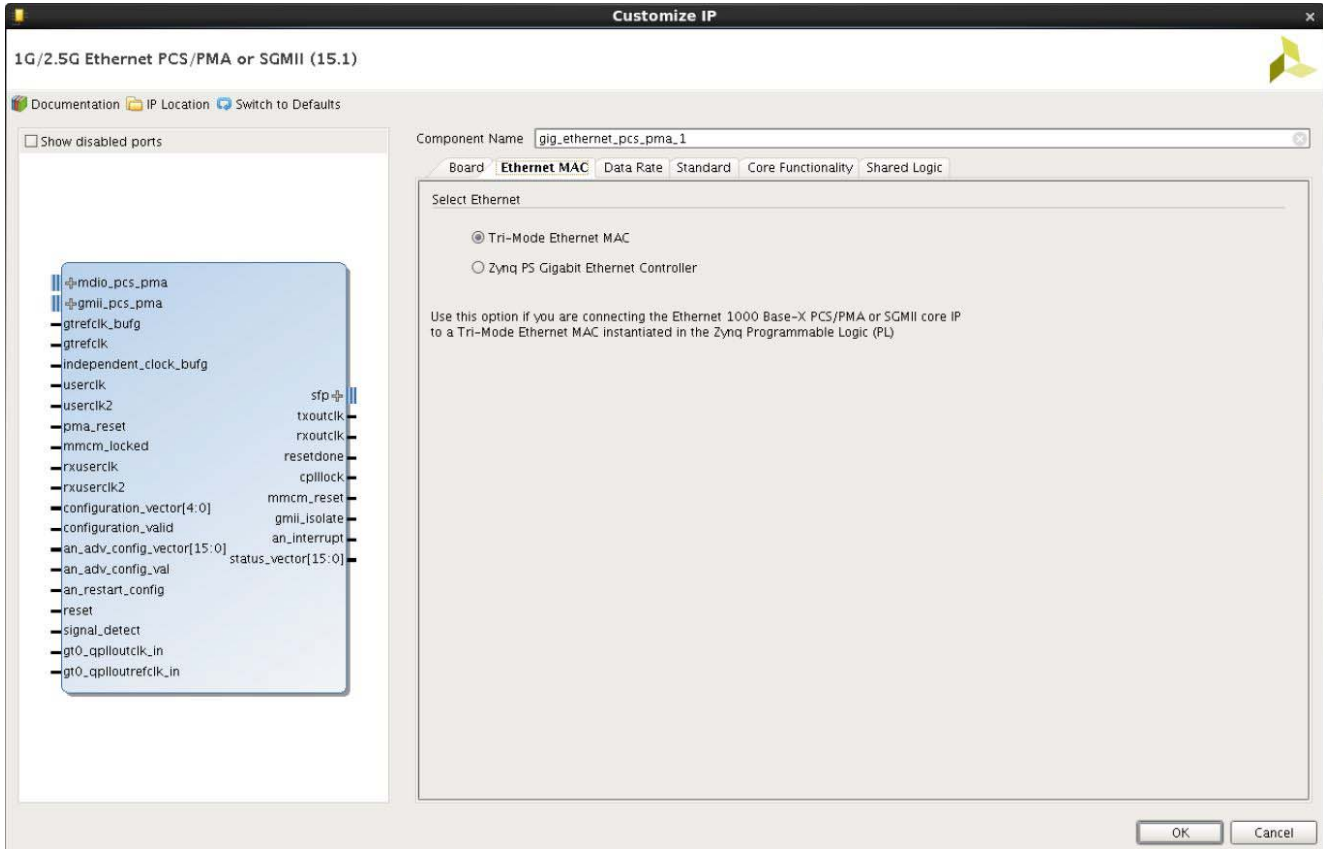 Customize IP
1G/2.5G Ethernet PCS/PMA or SGMII (15.1)
Documentation IP Location Switch to Defaults
Show disabled ports
mdio_pcs_pma
gmii_pcs_pma
gtrefclk_bufg
gtrefclk
independent_clock_bufg
userclk
userclk2
pma_reset
mmcm_locked
rxuserclk
rxuserclk2
configuration_vector[4:0]
configuration_valid
an_adv_config_vector[15:0]
an_adv_config_val
an_restart_config
reset
signal_detect
gt0_qplloutclk_in
gt0_qplloutrefclk_in
sfp
txoutclk
rxoutclk
resetdone
cplllock
mmcm_reset
gmii_isolate
an_interrupt
status_vector[15:0]
Component Name gig_ethernet_pcs_pma_1
Board Ethernet MAC Data Rate Standard Core Functionality Shared Logic
Select Ethernet
Tri-Mode Ethernet MAC
Zynq PS Gigabit Ethernet Controller
Use this option if you are connecting the Ethernet 1000 Base-X PCS/PMA or SGMII core IP
to a Tri-Mode Ethernet MAC instantiated in the Zynq Programmable Logic (PL)
OK Cancel